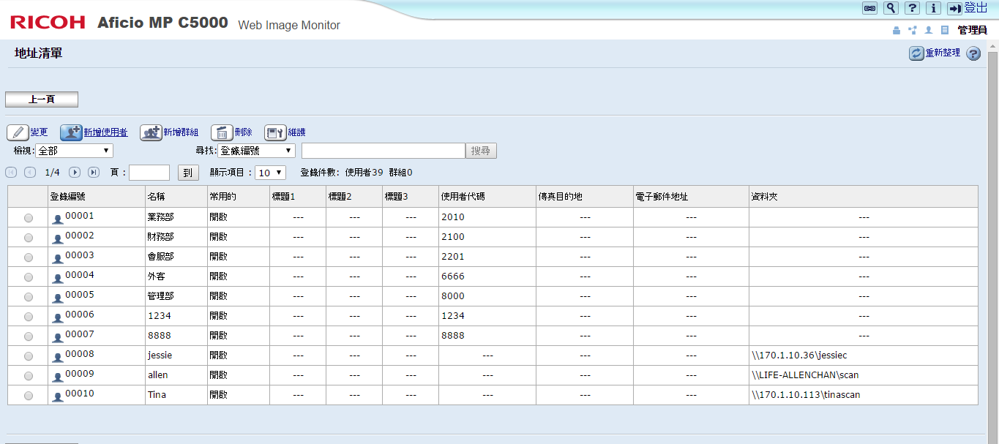 登出
RICOH Aficio MP C5000 Web Image Monitor
管理員
地址清單 重新整理
上一頁
變更 新增使用者 新增群組 刪除 維護
檢視: 全部 尋找: 登錄編號 搜尋
1/4 頁 : 到 顯示項目 : 10 登錄件數: 使用者39 群組0
登錄編號 名稱 常用的 標題1 標題2 標題3 使用者代碼 傳真目的地 電子郵件地址 資料夾
00001 業務部 開啟 --- --- --- 2010 --- --- ---
00002 財務部 開啟 --- --- --- 2100 --- --- ---
00003 會服部 開啟 --- --- --- 2201 --- --- ---
00004 外客 開啟 --- --- --- 6666 --- --- ---
00005 管理部 開啟 --- --- --- 8000 --- --- ---
00006 1234 開啟 --- --- --- 1234 --- --- ---
00007 8888 開啟 --- --- --- 8888 --- --- ---
00008 jessie 開啟 --- --- --- --- --- --- \\170.1.10.36\jessiec
00009 allen 開啟 --- --- --- --- --- --- \\LIFE-ALLENCHAN\scan
00010 Tina 開啟 --- --- --- --- --- --- \\170.1.10.113\tinascan